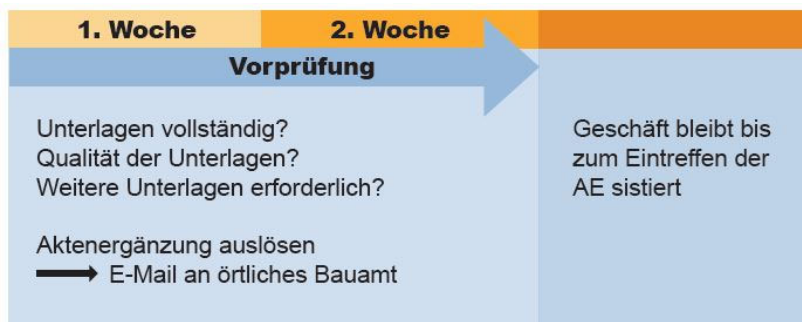 1. Woche
2. Woche
Vorprüfung
Unterlagen vollständig?
Qualität der Unterlagen?
Weitere Unterlagen erforderlich?
Aktenergänzung auslösen
E-Mail an örtliches Bauamt
Geschäft bleibt bis
zum Eintreffen der
AE sistiert